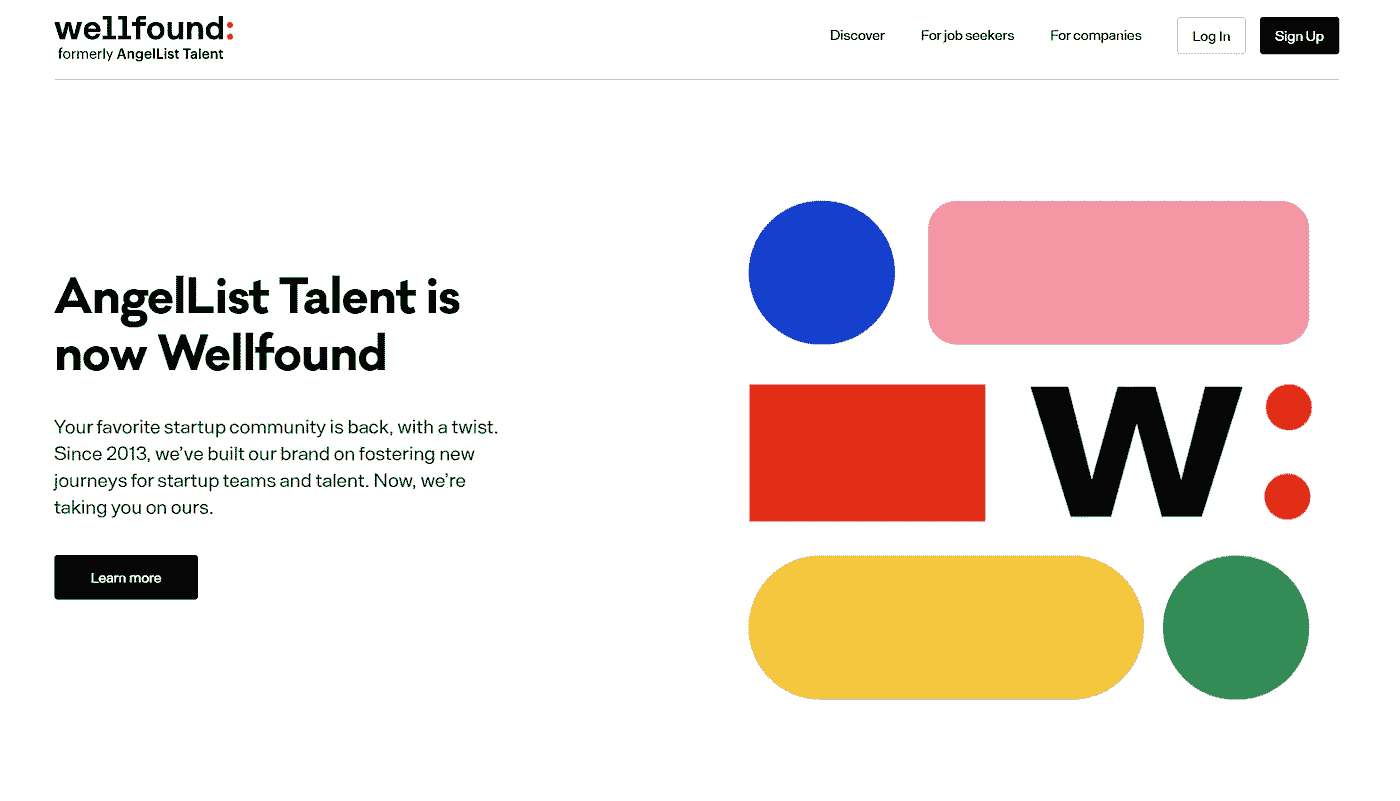 wellfound:
formerly AngelList Talent
Discover
For job seekers
For companies
Log In
Sign Up
AngelList Talent is
now Wellfound
Your favorite startup community is back, with a twist.
Since 2013, we’ve built our brand on fostering new
journeys for startup teams and talent. Now, we’re
taking you on ours.
Learn more
w: